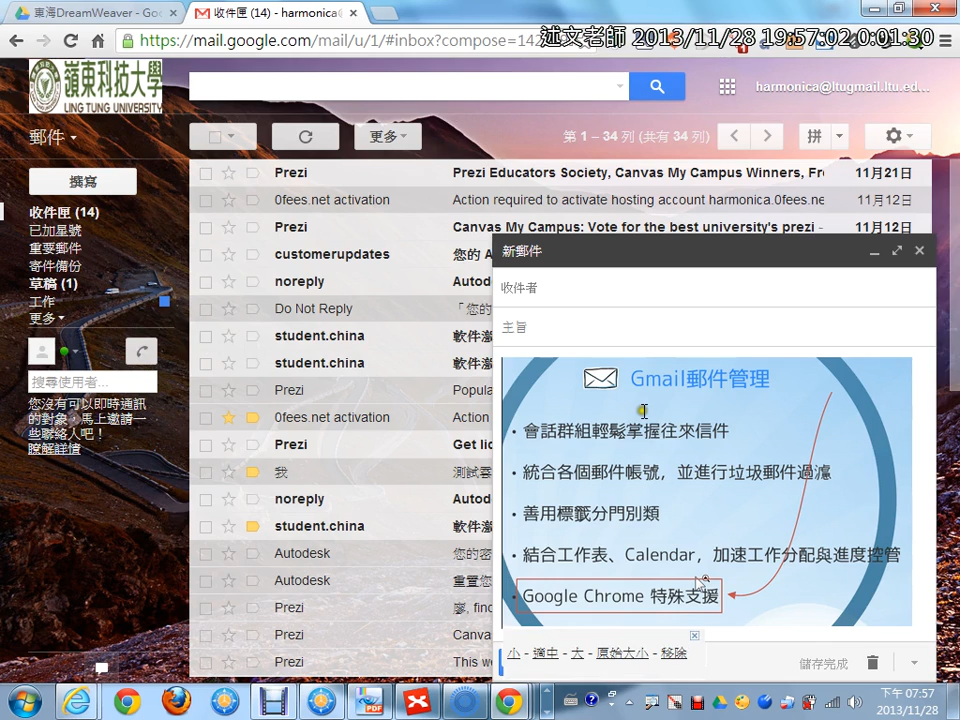 東海DreamWeaver - Goo
收件匣 (14) - harmonica@
https://mail.google.com/mail/u/1/#inbox?compose=142
述文老師 2013/11/28 19:57:02 0:01:30
嶺東科技大學
LING TUNG UNIVERSITY
harmonica@ltugmail.ltu.ed...
郵件
更多
第 1 – 34 列 (共有 34 列)
拼
撰寫
收件匣 (14)
已加星號
重要郵件
寄件備份
草稿 (1)
工作
更多
搜尋使用者...
您沒有可以即時通訊
的對象，馬上邀請一
些聯絡人吧！
瞭解詳情
Prezi Prezi Educators Society, Canvas My Campus Winners, Fr 11月21日
0fees.net activation Action required to activate hosting account harmonica.0fees.ne 11月12日
Prezi Canvas My Campus: Vote for the best university's prezi - 11月12日
customerupdates 您的 A
noreply Autod
Do Not Reply 「您的
student.china 軟件激
student.china 軟件激
Prezi Popula
0fees.net activation Action
Prezi Get lic
我 測試雲
noreply Autod
student.china 軟件激
Autodesk 您的密
Autodesk 重置您
Prezi 廖, find
Prezi Canva
Prezi This we
新郵件
收件者
主旨
Gmail郵件管理
• 會話群組輕鬆掌握往來信件
• 統合各個郵件帳號，並進行垃圾郵件過濾
• 善用標籤分門別類
• 結合工作表、Calendar，加速工作分配與進度控管
• Google Chrome 特殊支援
小 - 適中 - 大 - 原始大小 - 移除
儲存完成
PDF
下午 07:57
2013/11/28